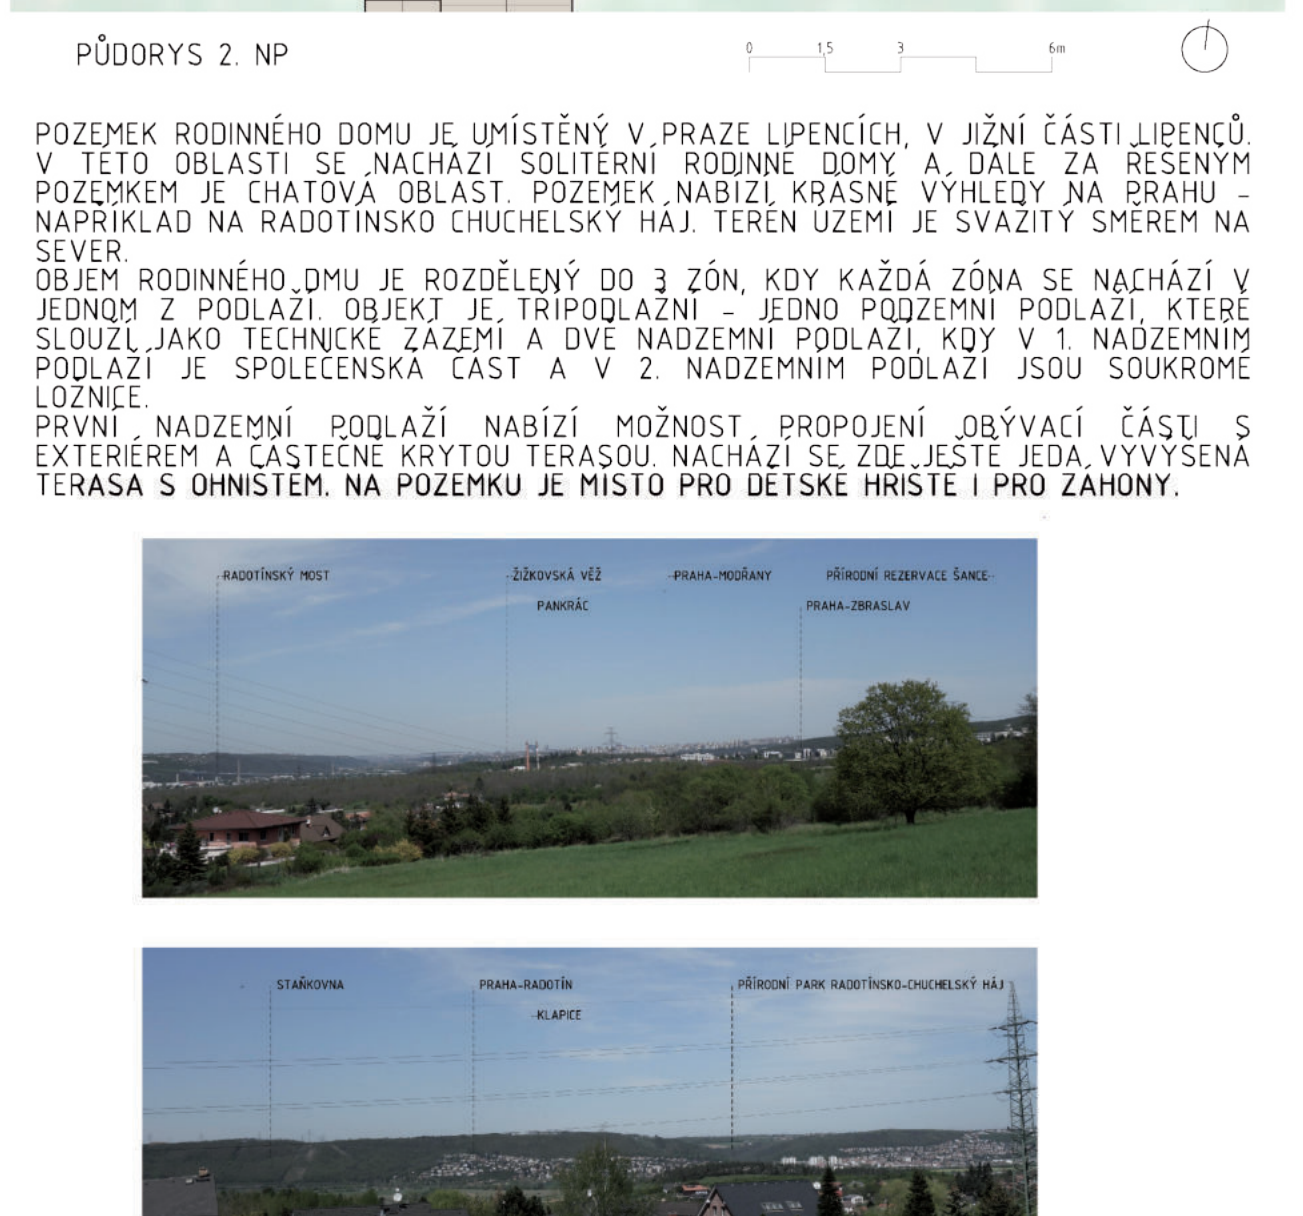 PŮDORYS 2. NP
0 1,5 3 6m
POZEMEK RODINNÉHO DOMU JE UMÍSTĚNÝ V PRAZE LIPENCÍCH, V JIŽNÍ ČÁSTI LIPENCŮ.
V TÉTO OBLASTI SE NACHÁZÍ SOLITÉRNÍ RODINNÉ DOMY A DÁLE ZA ŘEŠENÝM
POZEMKEM JE CHATOVÁ OBLAST. POZEMEK NABÍZÍ KRÁSNÉ VÝHLEDY NA PRAHU -
NAPŘÍKLAD NA RADOTÍNSKO CHUCHELSKÝ HÁJ. TERÉN ÚZEMÍ JE SVAŽITÝ SMĚREM NA
SEVER.
OBJEM RODINNÉHO DMU JE ROZDĚLENÝ DO 3 ZÓN, KDY KAŽDÁ ZÓNA SE NACHÁZÍ V
JEDNOM Z PODLAŽÍ. OBJEKT JE TŘÍPODLAŽNÍ - JEDNO PODZEMNÍ PODLAŽÍ, KTERÉ
SLOUŽÍ JAKO TECHNICKÉ ZÁZEMÍ A DVĚ NADZEMNÍ PODLAŽÍ, KDY V 1. NADZEMNÍM
PODLAŽÍ JE SPOLEČENSKÁ ČÁST A V 2. NADZEMNÍM PODLAŽÍ JSOU SOUKROMÉ
LOŽNICE.
PRVNÍ NADZEMNÍ PODLAŽÍ NABÍZÍ MOŽNOST PROPOJENÍ OBÝVACÍ ČÁSTI S
EXTERIÉREM A ČÁSTEČNĚ KRYTOU TERASOU. NACHÁZÍ SE ZDE JEŠTĚ JEDA VYVÝŠENÁ
TERASA S OHNIŠTĚM. NA POZEMKU JE MÍSTO PRO DĚTSKÉ HŘIŠTĚ I PRO ZÁHONY.
RADOTÍNSKÝ MOST ŽIŽKOVSKÁ VĚŽ PRAHA-MODŘANY PŘÍRODNÍ REZERVACE ŠANCE
PANKRÁC PRAHA-ZBRASLAV
STAŇKOVNA PRAHA-RADOTÍN PŘÍRODNÍ PARK RADOTÍNSKO-CHUCHELSKÝ HÁJ
KLAPICE